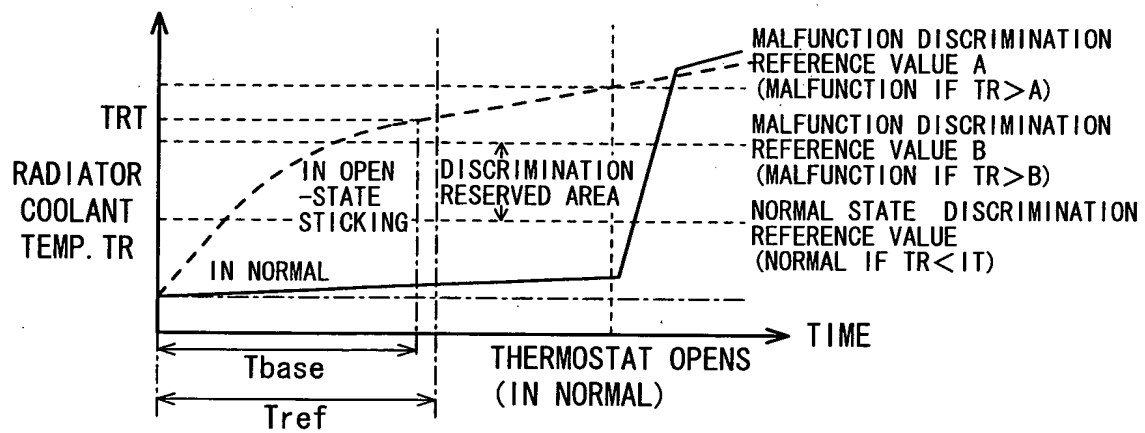 MALFUNCTION DISCRIMINATION
REFERENCE VALUE A
(MALFUNCTION IF TR>A)
TRT
MALFUNCTION DISCRIMINATION
REFERENCE VALUE B
(MALFUNCTION IF TR>B)
RADIATOR
COOLANT
TEMP. TR
IN OPEN
-STATE
STICKING
DISCRIMINATION
RESERVED AREA
NORMAL STATE DISCRIMINATION
REFERENCE VALUE
(NORMAL IF TR<IT)
IN NORMAL
TIME
Tbase
THERMOSTAT OPENS
(IN NORMAL)
Tref